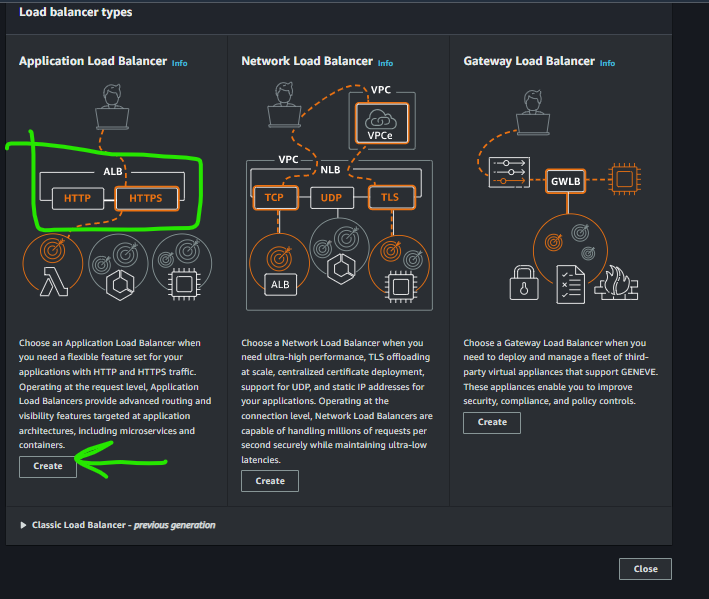 Load balancer types
Application Load Balancer Info
ALB
HTTP
HTTPS
Choose an Application Load Balancer when
you need a flexible feature set for your
applications with HTTP and HTTPS traffic.
Operating at the request level, Application
Load Balancers provide advanced routing and
visibility features targeted at application
architectures, including microservices and
containers.
Create
Network Load Balancer Info
VPC
VPCe
VPC
NLB
TCP
UDP
TLS
ALB
Choose a Network Load Balancer when you
need ultra-high performance, TLS offloading
at scale, centralized certificate deployment,
support for UDP, and static IP addresses for
your applications. Operating at the
connection level, Network Load Balancers are
capable of handling millions of requests per
second securely while maintaining ultra-low
latencies.
Create
Gateway Load Balancer Info
GWLB
Choose a Gateway Load Balancer when you
need to deploy and manage a fleet of third-
party virtual appliances that support GENEVE.
These appliances enable you to improve
security, compliance, and policy controls.
Create
Classic Load Balancer - previous generation
Close